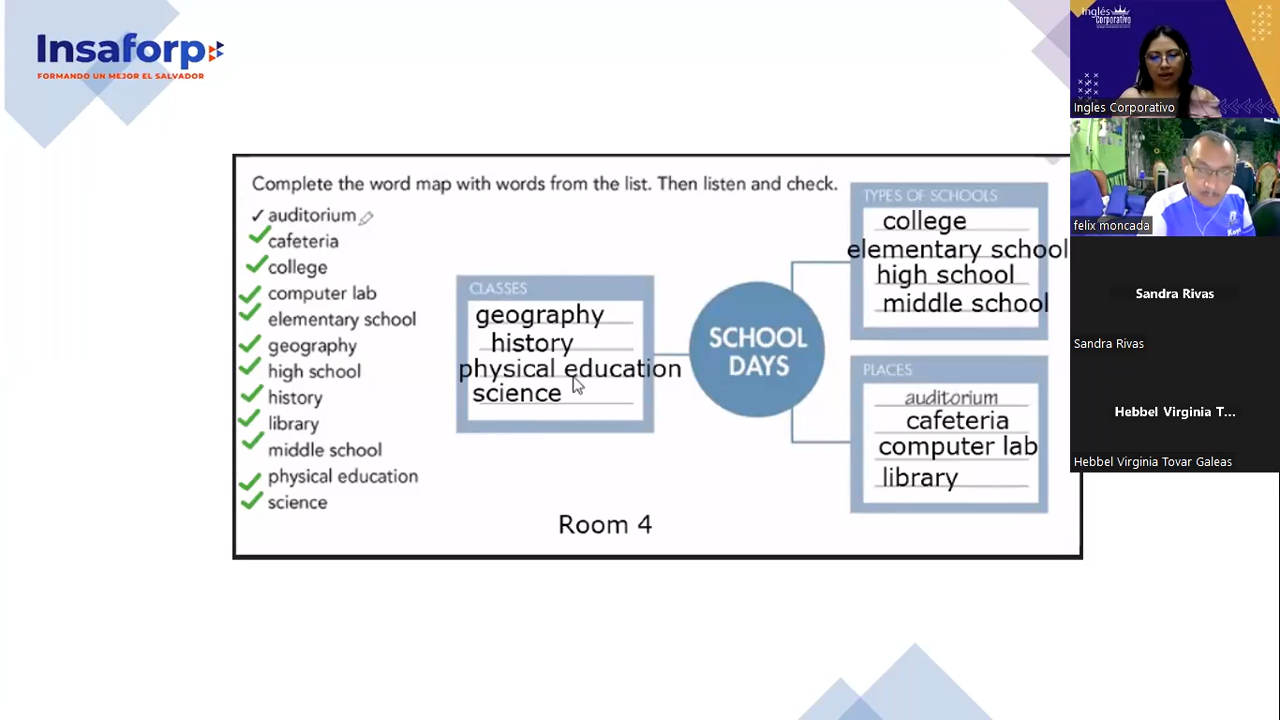 Insaforp
FORMANDO UN MEJOR EL SALVADOR
Complete the word map with words from the list. Then listen and check.
✓ auditorium
cafeteria
college
computer lab
elementary school
geography
high school
history
library
middle school
physical education
science
CLASSES
geography
history
physical education
science
SCHOOL
DAYS
TYPES OF SCHOOLS
college
elementary school
high school
middle school
PLACES
auditorium
cafeteria
computer lab
library
Room 4
Inglés
Corporativo
Ingles Corporativo
felix moncada
Sandra Rivas
Sandra Rivas
Hebbel Virginia T...
Hebbel Virginia Tovar Galeas